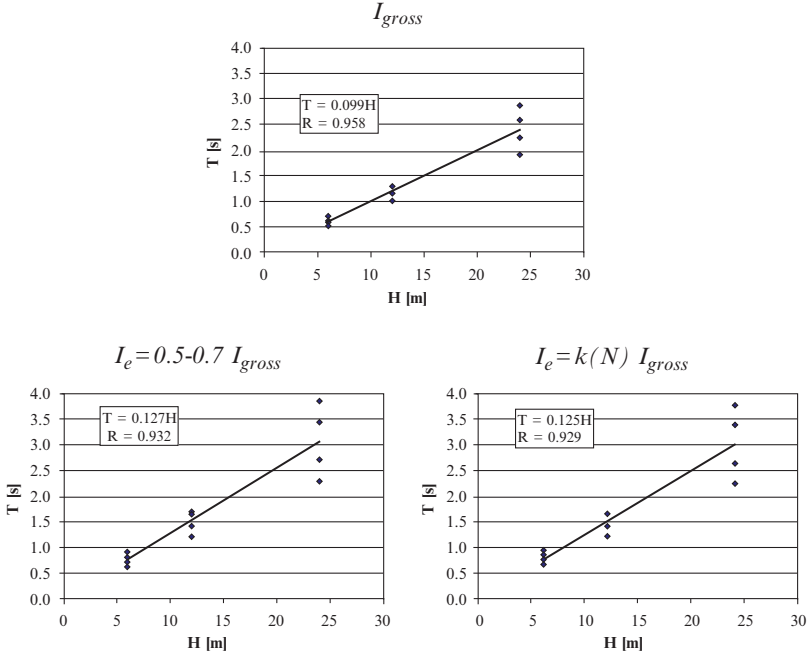 I_gross
4.0
3.5
3.0
2.5
2.0
1.5
1.0
0.5
0.0
T [s]
T = 0.099H
R = 0.958
0 5 10 15 20 25 30
H [m]
I_e=0.5-0.7 I_gross
4.0
3.5
3.0
2.5
2.0
1.5
1.0
0.5
0.0
T [s]
T = 0.127H
R = 0.932
0 5 10 15 20 25 30
H [m]
I_e=k(N) I_gross
4.0
3.5
3.0
2.5
2.0
1.5
1.0
0.5
0.0
T [s]
T = 0.125H
R = 0.929
0 5 10 15 20 25 30
H [m]